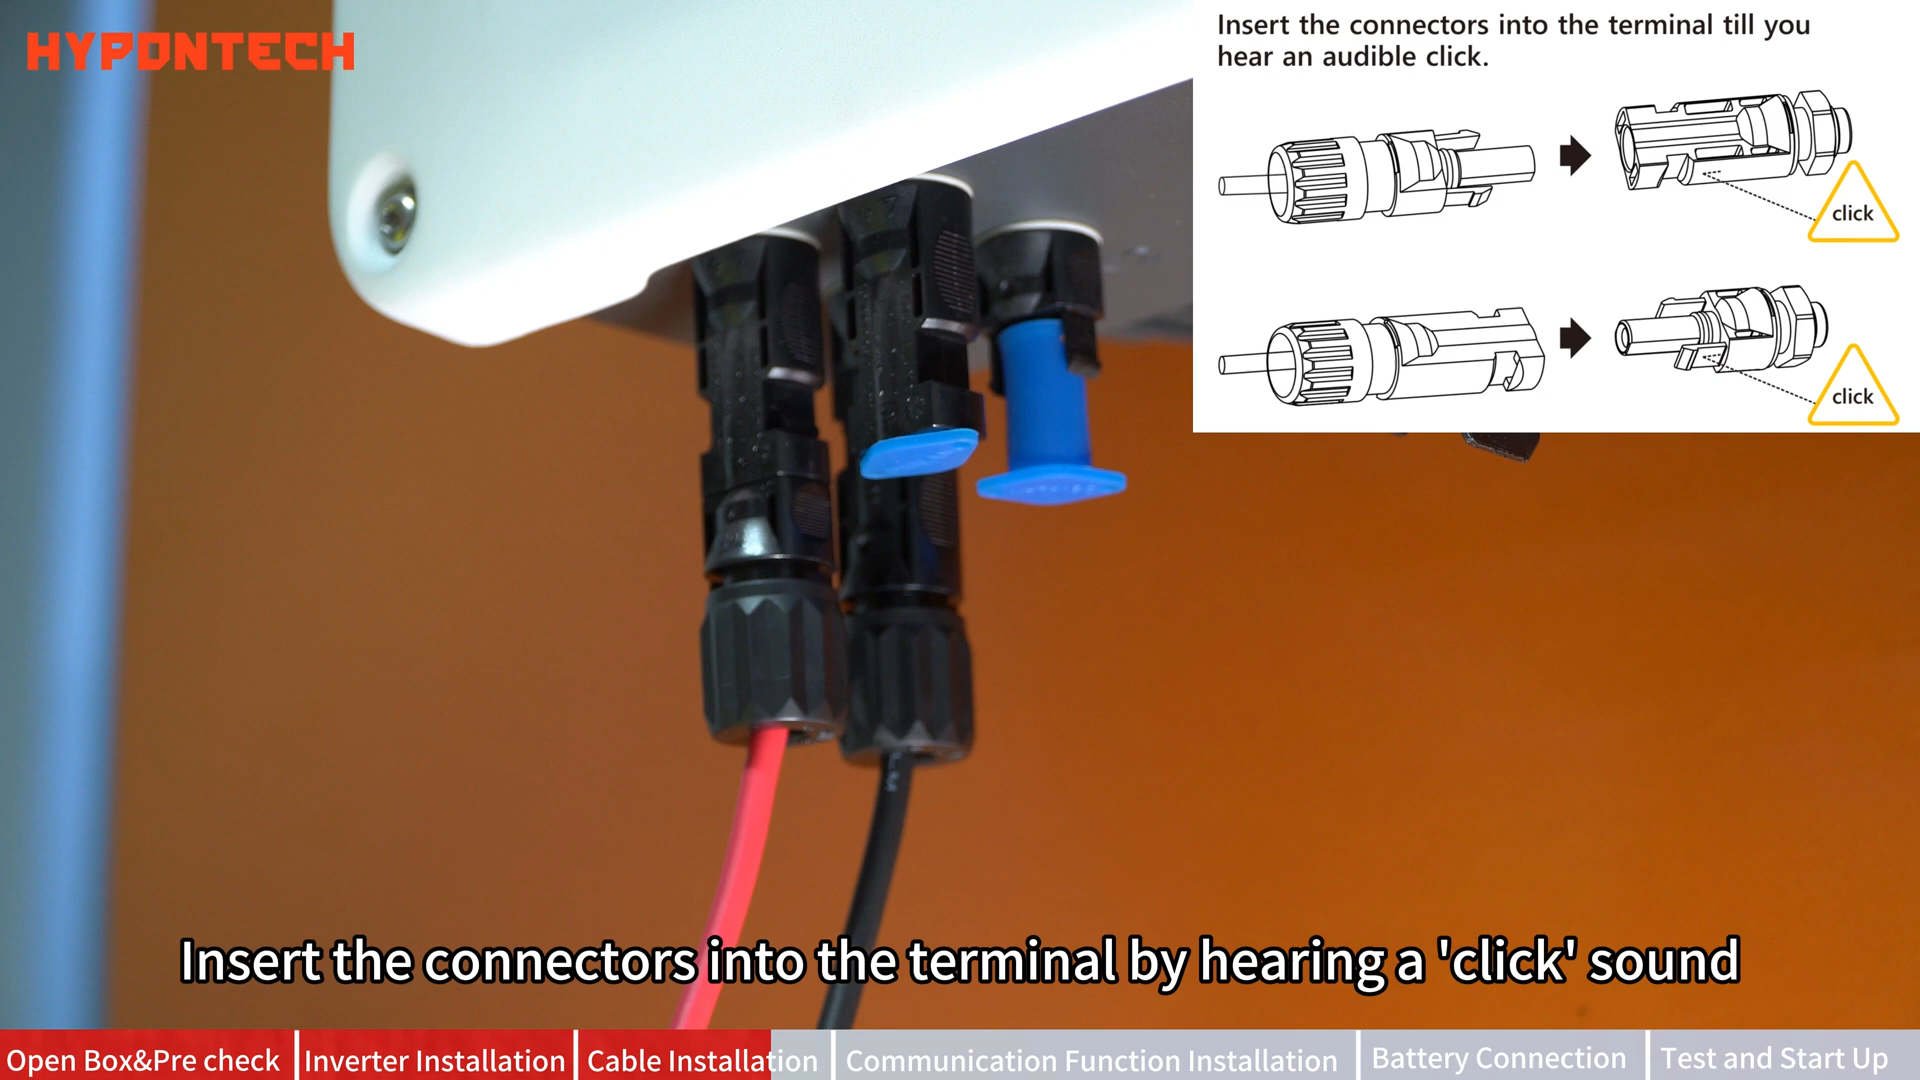 HYPONTECH
Insert the connectors into the terminal till you
hear an audible click.
click
click
Insert the connectors into the terminal by hearing a 'click' sound
Open Box&Pre check
Inverter Installation
Cable Installation
Communication Function Installation
Battery Connection
Test and Start Up